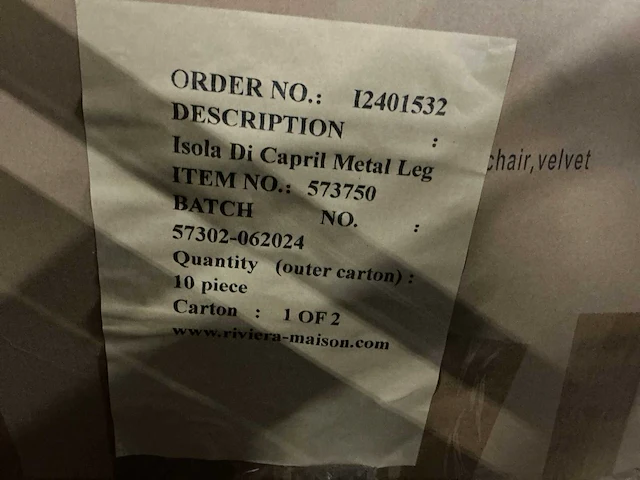 ORDER NO.: I2401532
DESCRIPTION :
Isola Di Capril Metal Leg
ITEM NO.: 573750
BATCH NO. :
57302-062024
Quantity (outer carton) :
10 piece
Carton : 1 OF 2
www.riviera-maison.com
chair,velvet